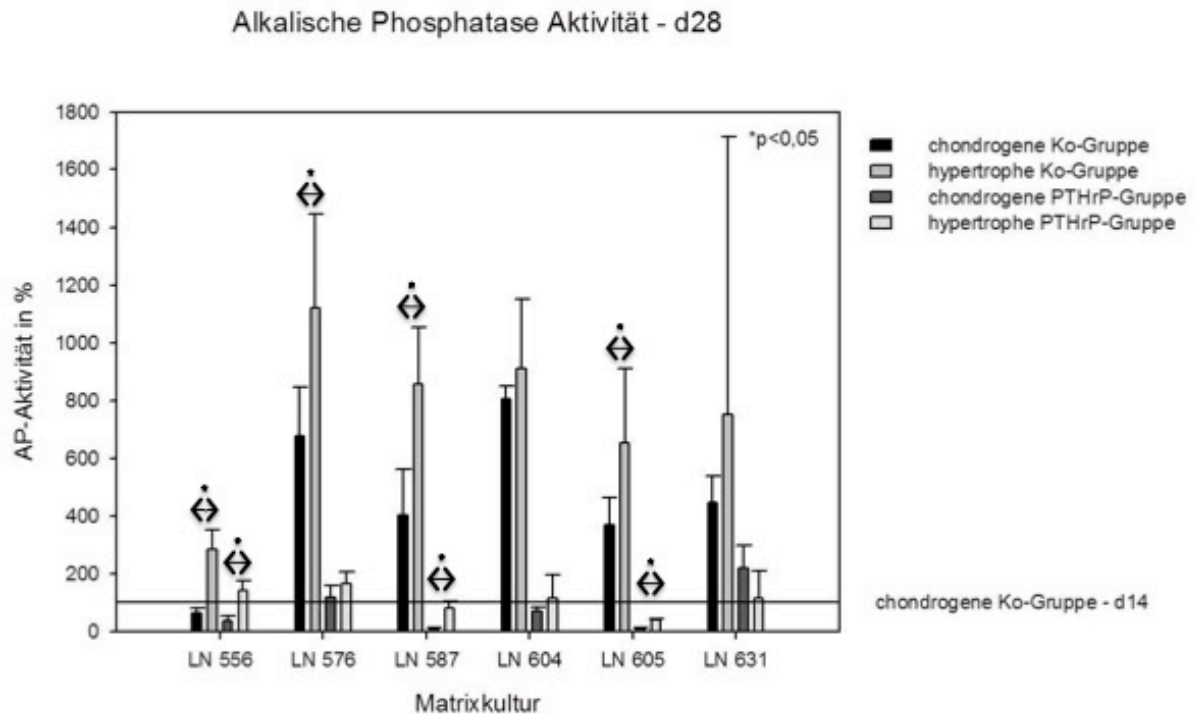 Alkalische Phosphatase Aktivität - d28
1800
1600
1400
1200
1000
800
600
400
200
0
AP-Aktivität in %
*p<0,05
*
*
*
*
*
*
*
chondrogene Ko-Gruppe
hypertrophe Ko-Gruppe
chondrogene PTHrP-Gruppe
hypertrophe PTHrP-Gruppe
chondrogene Ko-Gruppe - d14
LN 556 LN 576 LN 587 LN 604 LN 605 LN 631
Matrixkultur